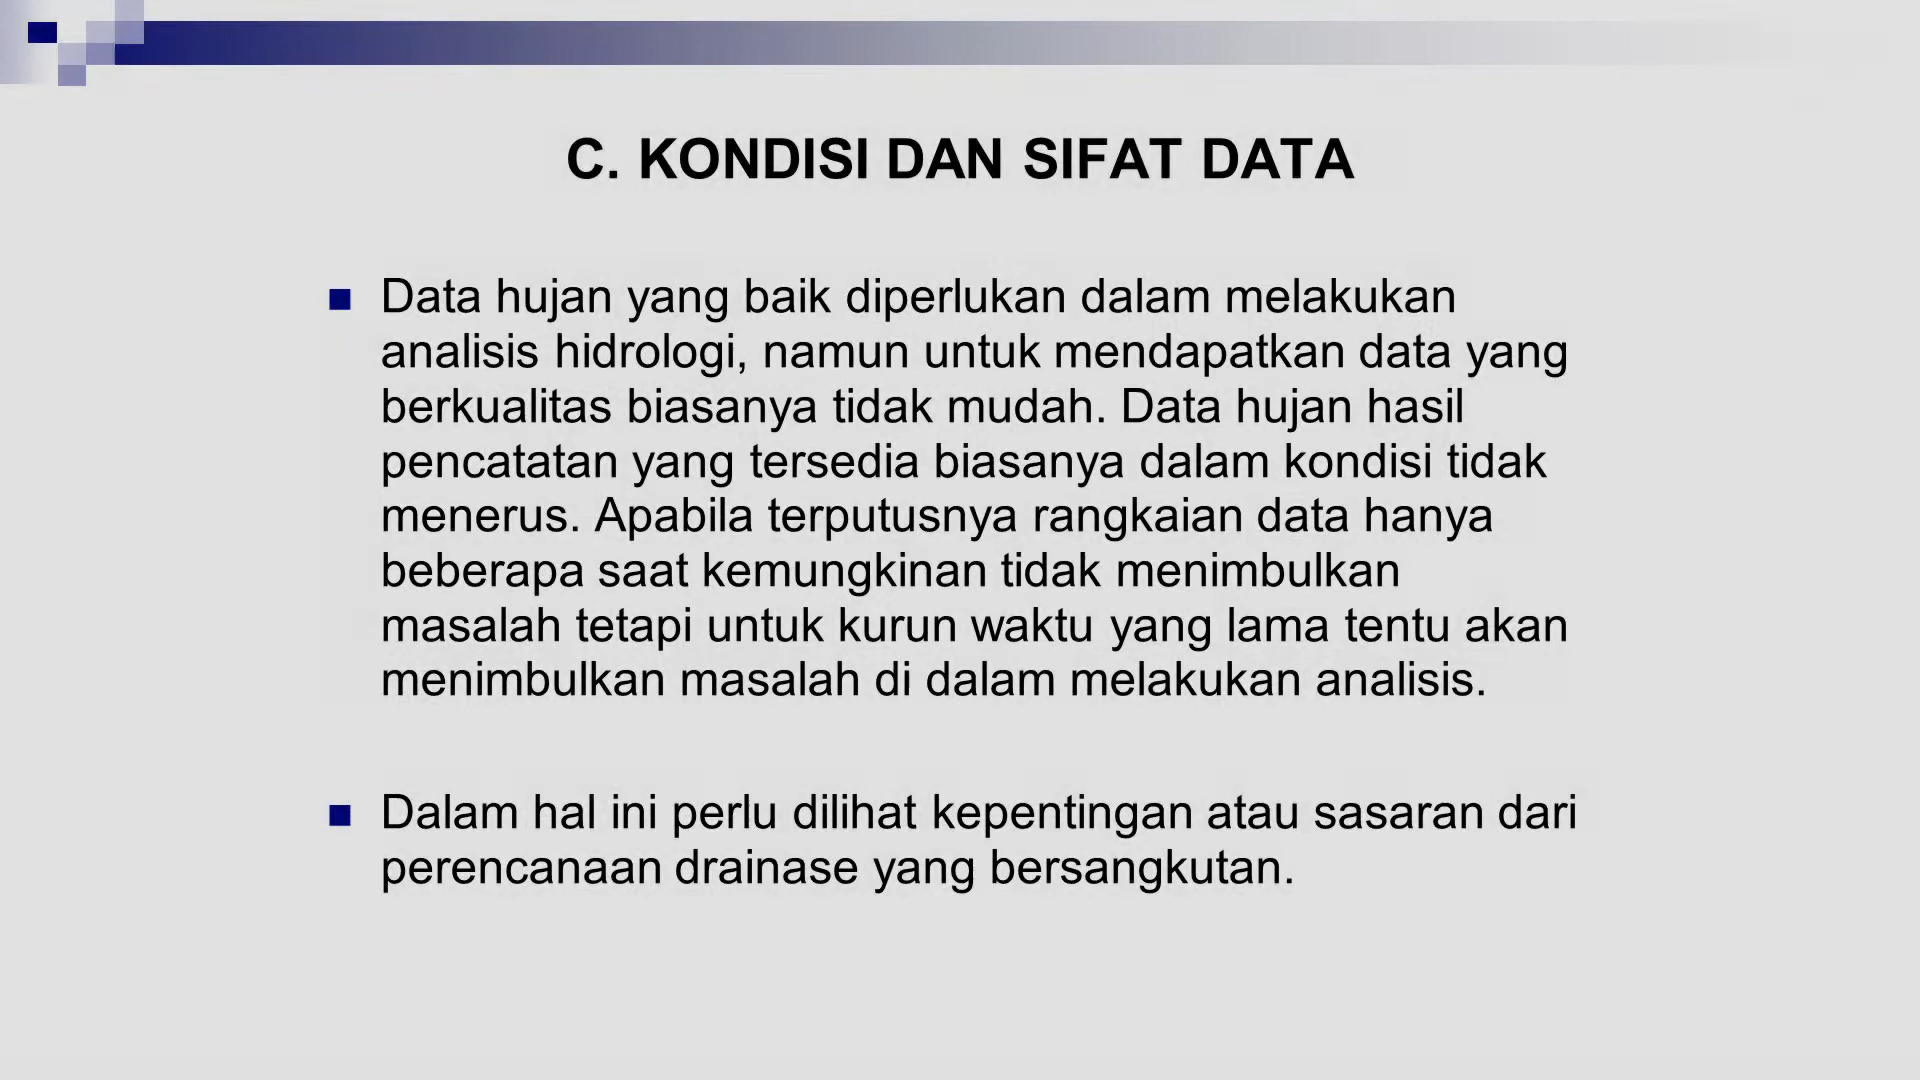 C. KONDISI DAN SIFAT DATA
Data hujan yang baik diperlukan dalam melakukan
analisis hidrologi, namun untuk mendapatkan data yang
berkualitas biasanya tidak mudah. Data hujan hasil
pencatatan yang tersedia biasanya dalam kondisi tidak
menerus. Apabila terputusnya rangkaian data hanya
beberapa saat kemungkinan tidak menimbulkan
masalah tetapi untuk kurun waktu yang lama tentu akan
menimbulkan masalah di dalam melakukan analisis.
Dalam hal ini perlu dilihat kepentingan atau sasaran dari
perencanaan drainase yang bersangkutan.